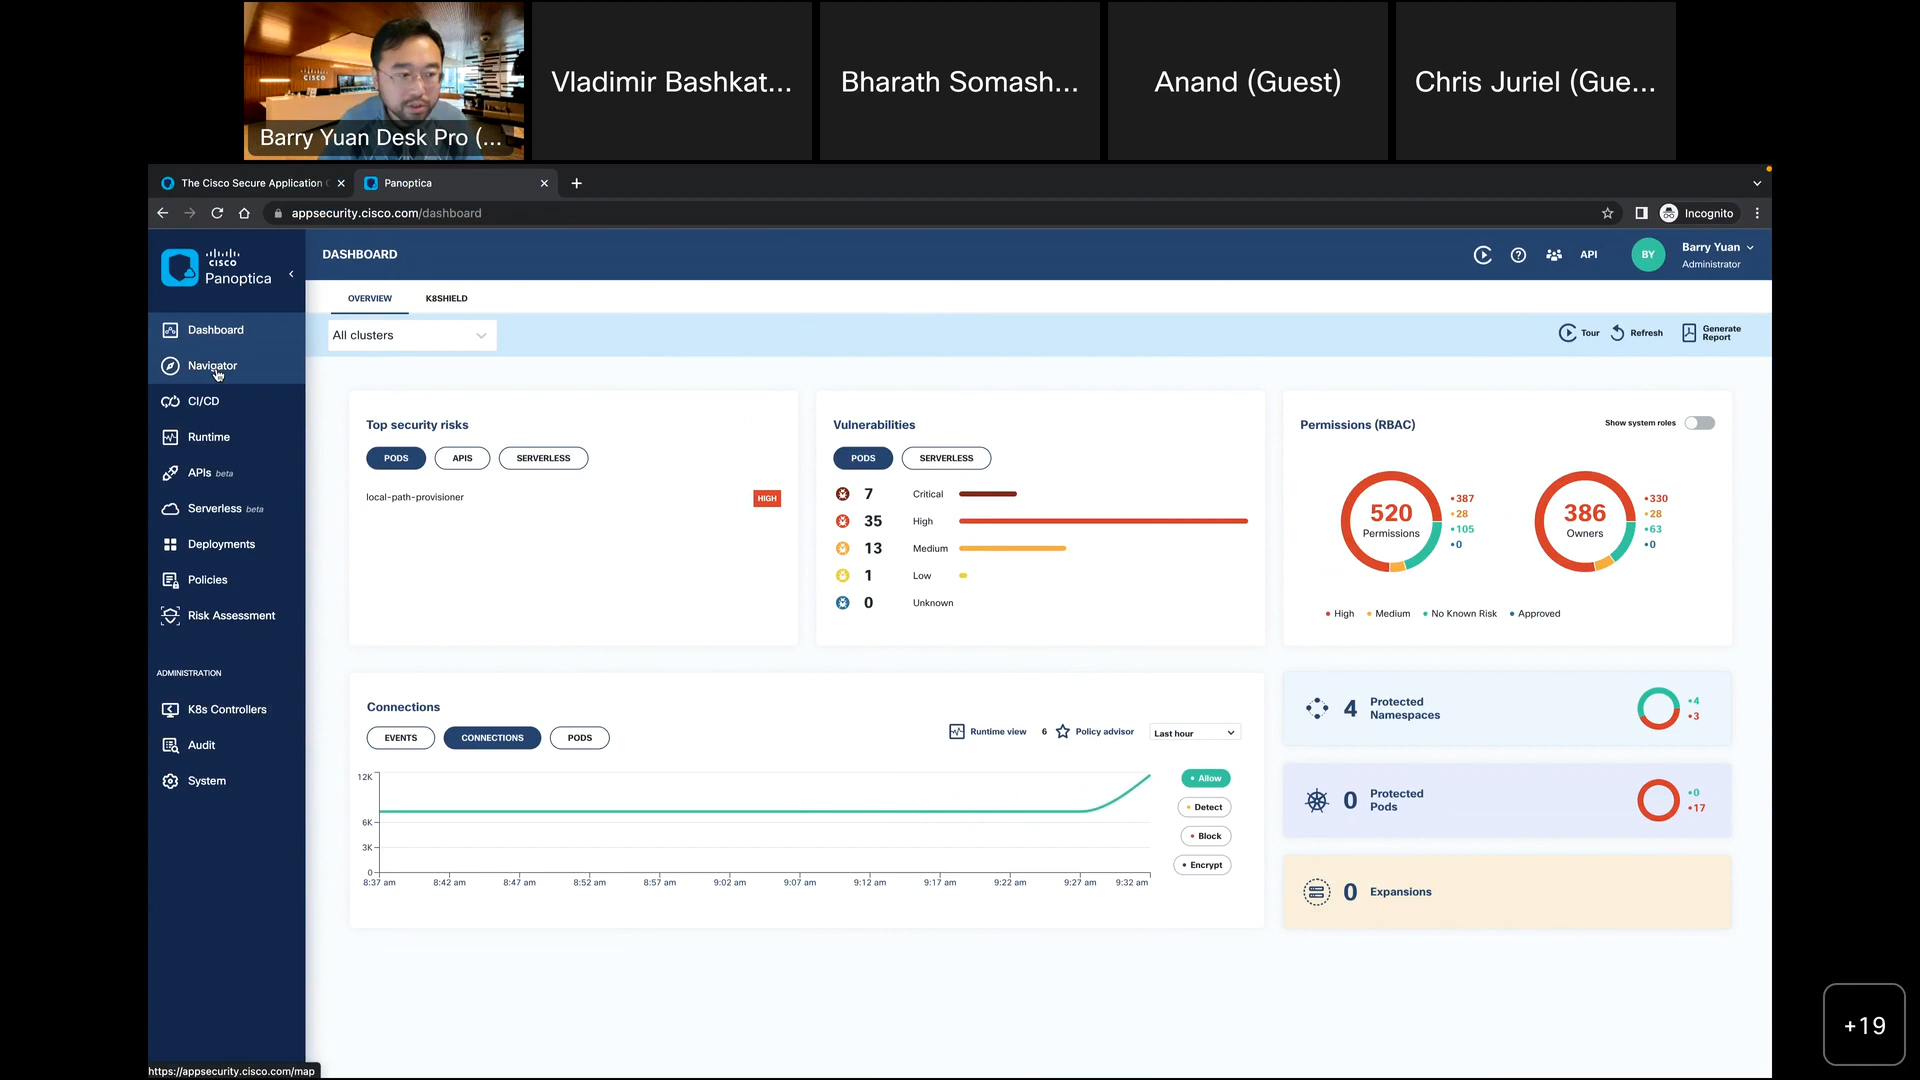 CISCO
Barry Yuan Desk Pro (...
Vladimir Bashkat...
Bharath Somash...
Anand (Guest)
Chris Juriel (Gue...
The Cisco Secure Application
Panoptica
appsecurity.cisco.com/dashboard
Incognito
CISCO
Panoptica
DASHBOARD
API
BY
Barry Yuan
Administrator
OVERVIEW
K8SHIELD
All clusters
Tour
Refresh
Generate
Report
Dashboard
Navigator
CI/CD
Runtime
APIs beta
Serverless beta
Deployments
Policies
Risk Assessment
ADMINISTRATION
K8s Controllers
Audit
System
Top security risks
PODS
APIS
SERVERLESS
local-path-provisioner
HIGH
Vulnerabilities
PODS
SERVERLESS
7 Critical
35 High
13 Medium
1 Low
0 Unknown
Permissions (RBAC)
Show system roles
520
Permissions
387
28
105
0
386
Owners
330
28
63
0
High
Medium
No Known Risk
Approved
Connections
EVENTS
CONNECTIONS
PODS
Runtime view
6
Policy advisor
Last hour
12K
6K
3K
0
8:37 am
8:42 am
8:47 am
8:52 am
8:57 am
9:02 am
9:07 am
9:12 am
9:17 am
9:22 am
9:27 am
9:32 am
Allow
Detect
Block
Encrypt
4
Protected
Namespaces
4
3
0
Protected
Pods
0
17
0
Expansions
+19
https://appsecurity.cisco.com/map